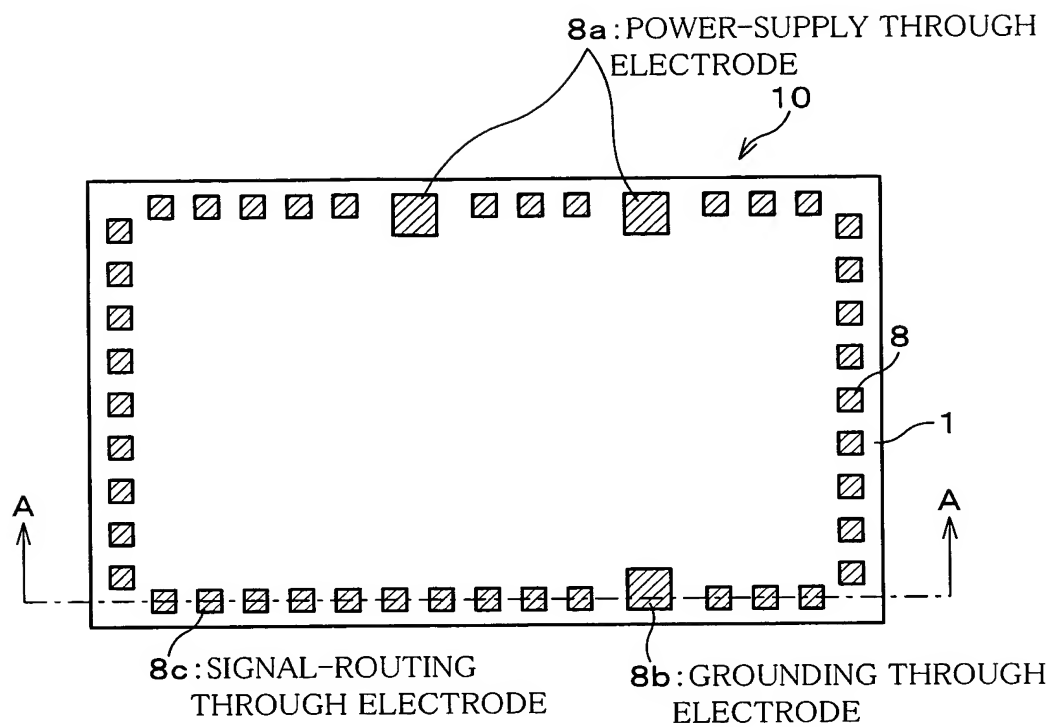 8a:POWER-SUPPLY THROUGH
ELECTRODE
10
8
1
A
A
8c:SIGNAL-ROUTING
THROUGH ELECTRODE
8b:GROUNDING THROUGH
ELECTRODE